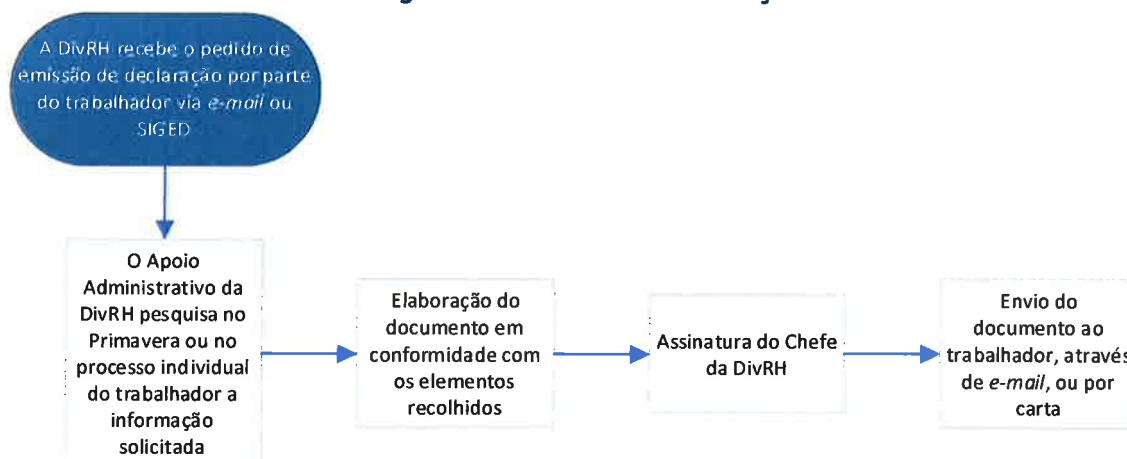 A DivRH recebe o pedido de
emissão de declaração por parte
do trabalhador via e-mail ou
SIGED
O Apoio
Administrativo da
DivRH pesquisa no
Primavera ou no
processo individual
do trabalhador a
informação
solicitada
Elaboração do
documento em
conformidade com
os elementos
recolhidos
Assinatura do Chefe
da DivRH
Envio do
documento ao
trabalhador, através
de e-mail, ou por
carta